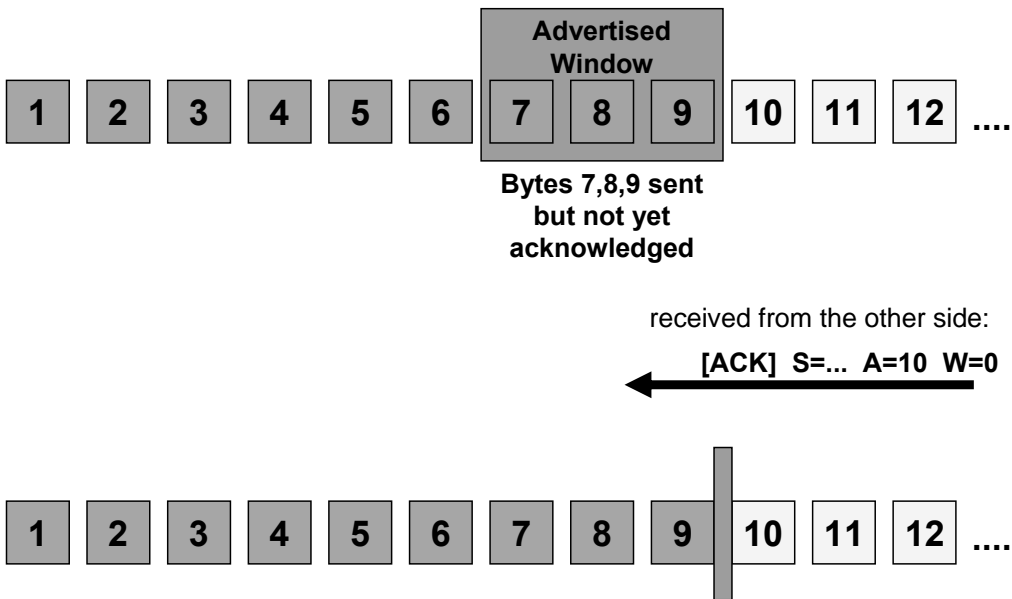 Advertised
Window
1 2 3 4 5 6 7 8 9 10 11 12 ....
Bytes 7,8,9 sent
but not yet
acknowledged
received from the other side:
[ACK] S=... A=10 W=0
1 2 3 4 5 6 7 8 9 10 11 12 ....